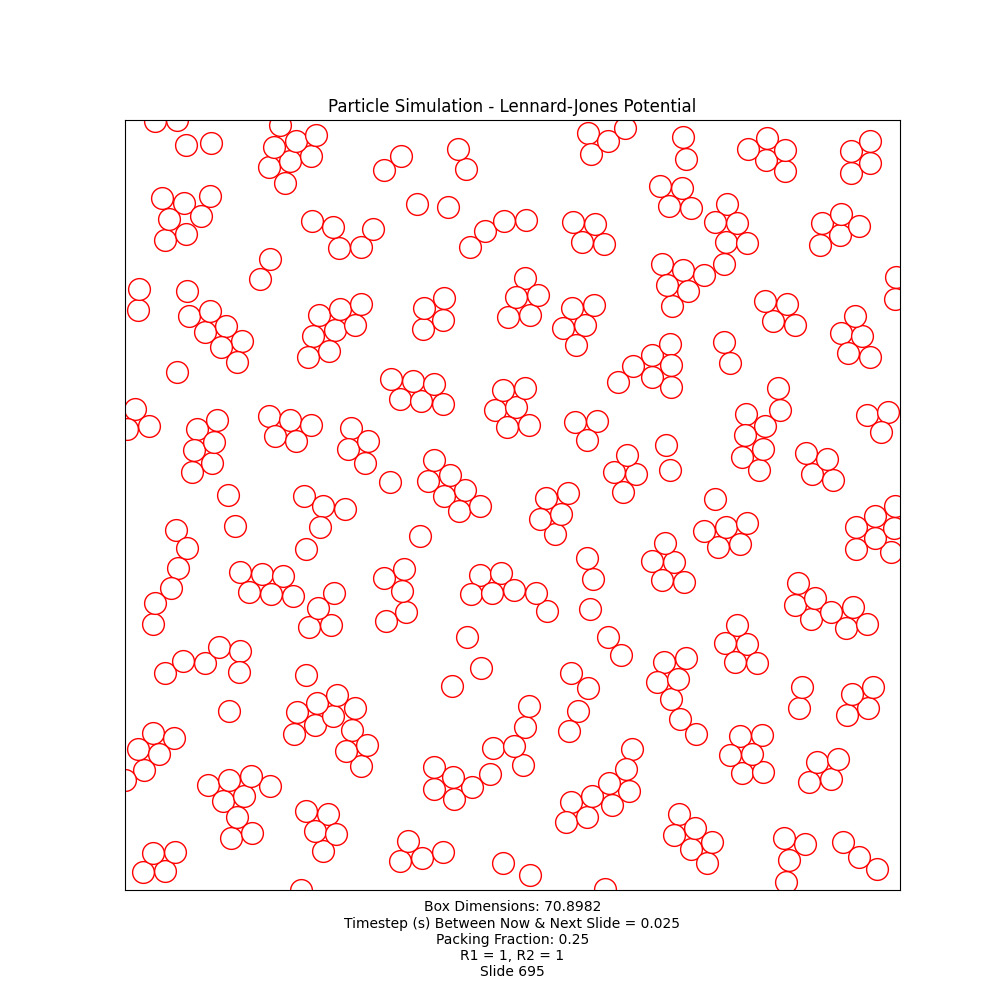 Particle Simulation - Lennard-Jones Potential
Box Dimensions: 70.8982
Timestep (s) Between Now & Next Slide = 0.025
Packing Fraction: 0.25
R1 = 1, R2 = 1
Slide 695